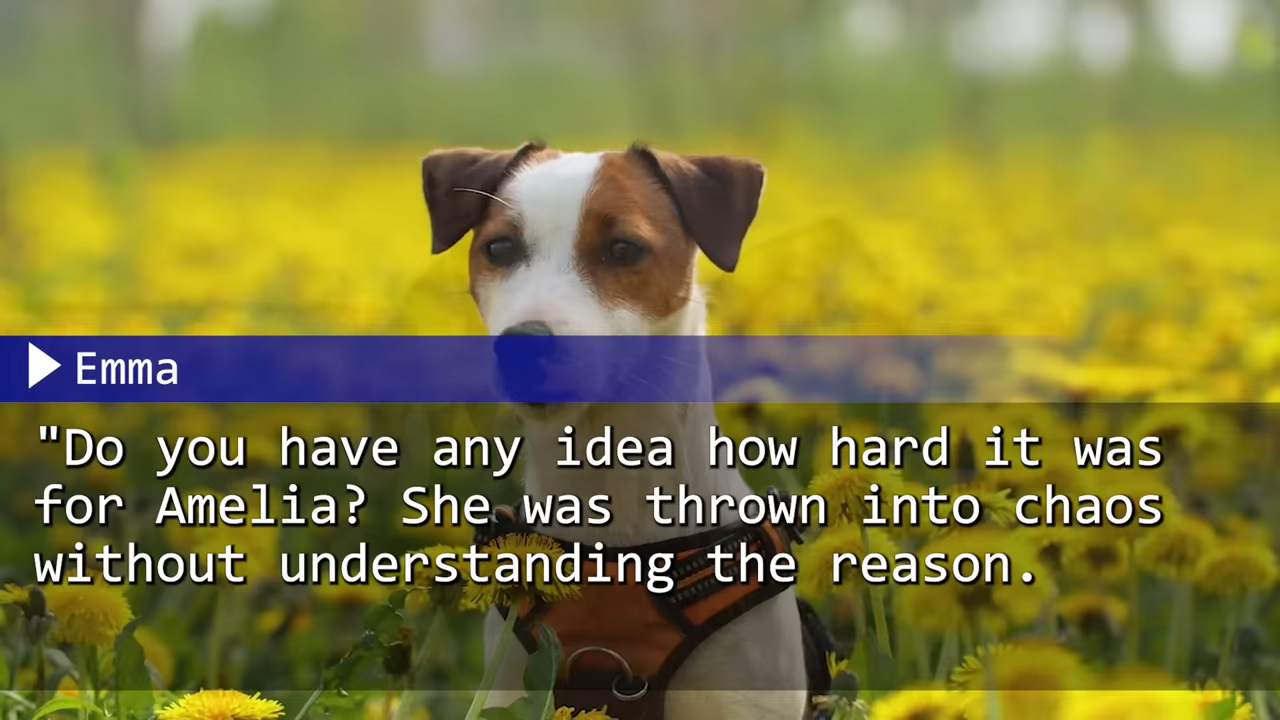 Emma
"Do you have any idea how hard it was
for Amelia? She was thrown into chaos
without understanding the reason.